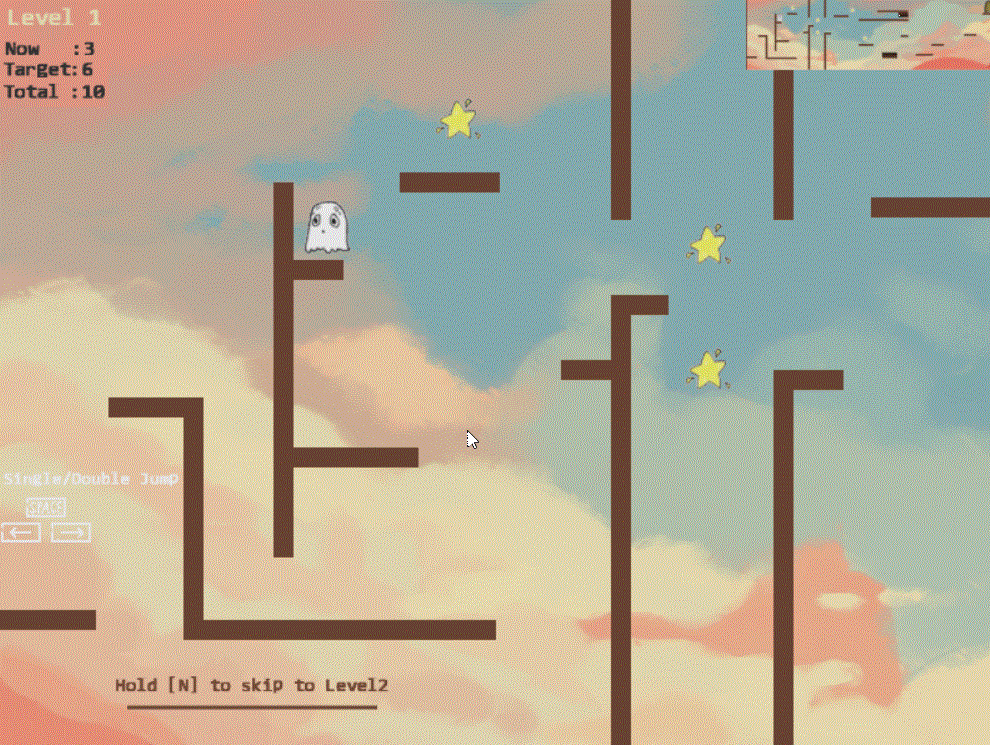 Level 1
Now   :3
Target:6
Total :10
Single/Double Jump
SPACE
← →
Hold [N] to skip to Level2